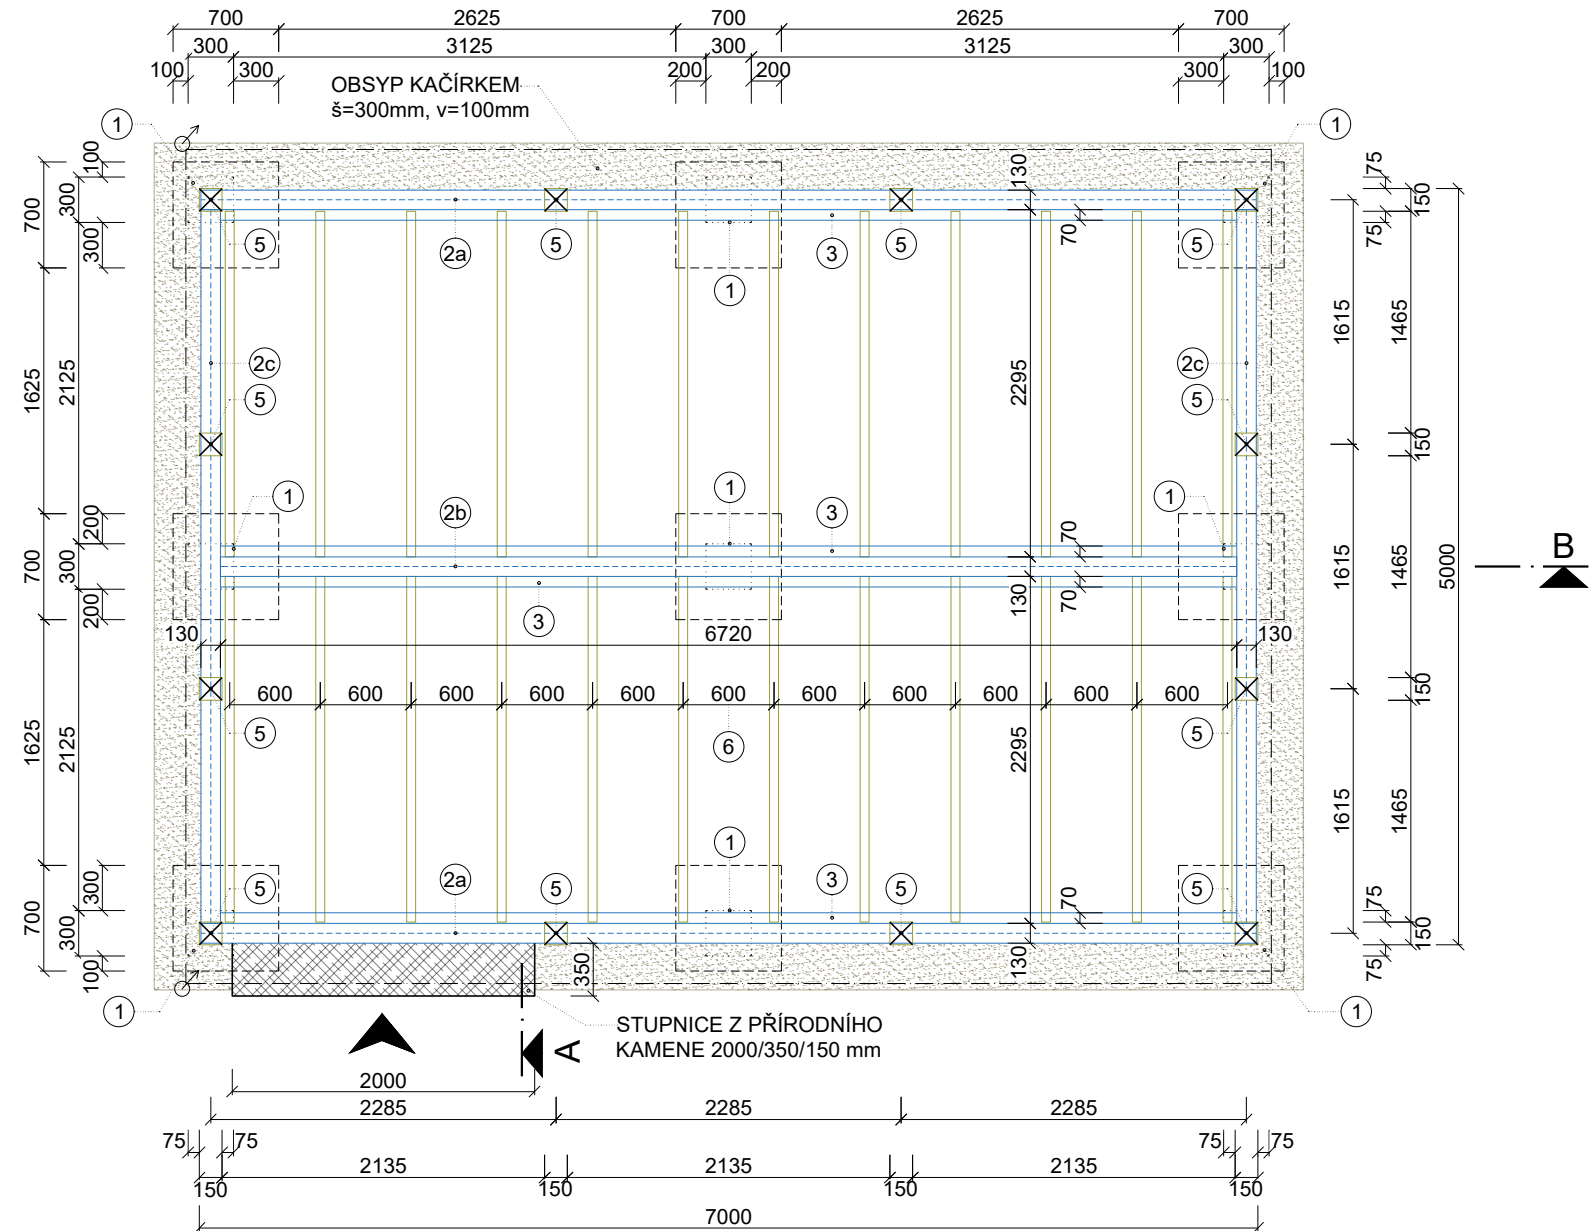 700 2625 700 2625 700
300 3125 300 3125 300
100 300 200 200 300 100
OBSYP KAČÍRKEM
š=300mm, v=100mm
1 1
100 130 75
300 150
700 300 70 75
5 2a 5 3 5 5
1
2c 2c
1625 2125 2295 1615 1465
5 5
150
1 2b 1 3 1
200 70
700 300 1615 1465 5000 B
200 130 70
3
130 6720 130
600 600 600 600 600 600 600 600 600 600 600
150
5 6 5
1625 2125 2295 1615 1465
1
5 2a 5 3 5 5
300 70 75
700 300 150
100 350 130 75
1 1
STUPNICE Z PŘÍRODNÍHO
KAMENE 2000/350/150 mm
A
2000
2285 2285 2285
75 75 75 75
2135 2135 2135
150 150 150 150
7000